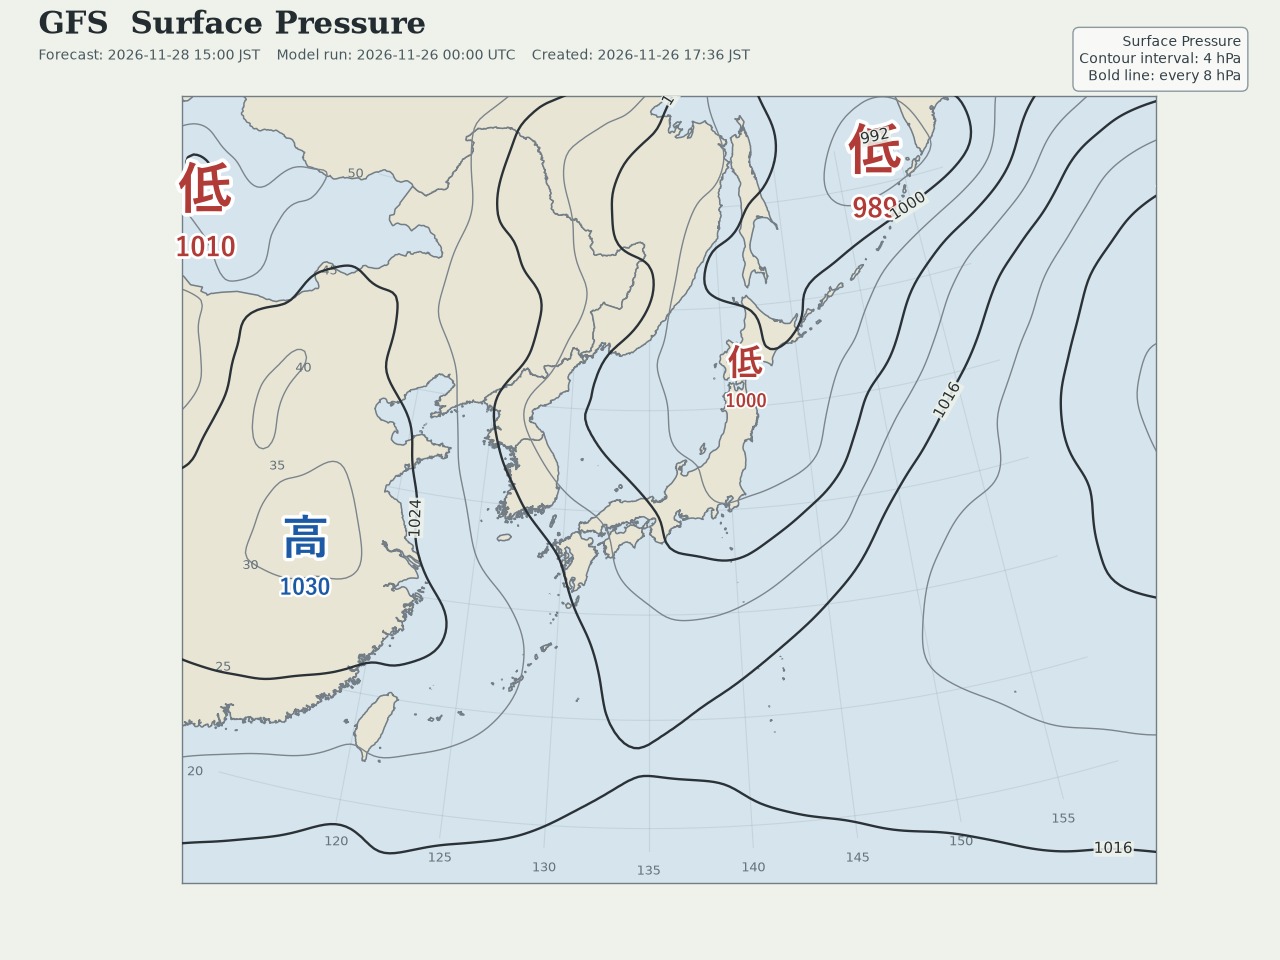 GFS  Surface Pressure
Forecast: 2026-11-28 15:00 JST    Model run: 2026-11-26 00:00 UTC    Created: 2026-11-26 17:36 JST
Surface Pressure
Contour interval: 4 hPa
Bold line: every 8 hPa
992
低
989
1000
低
1010
50
45
40
35
30
25
20
低
1000
1016
1024
高
1030
120
125
130
135
140
145
150
155
1016